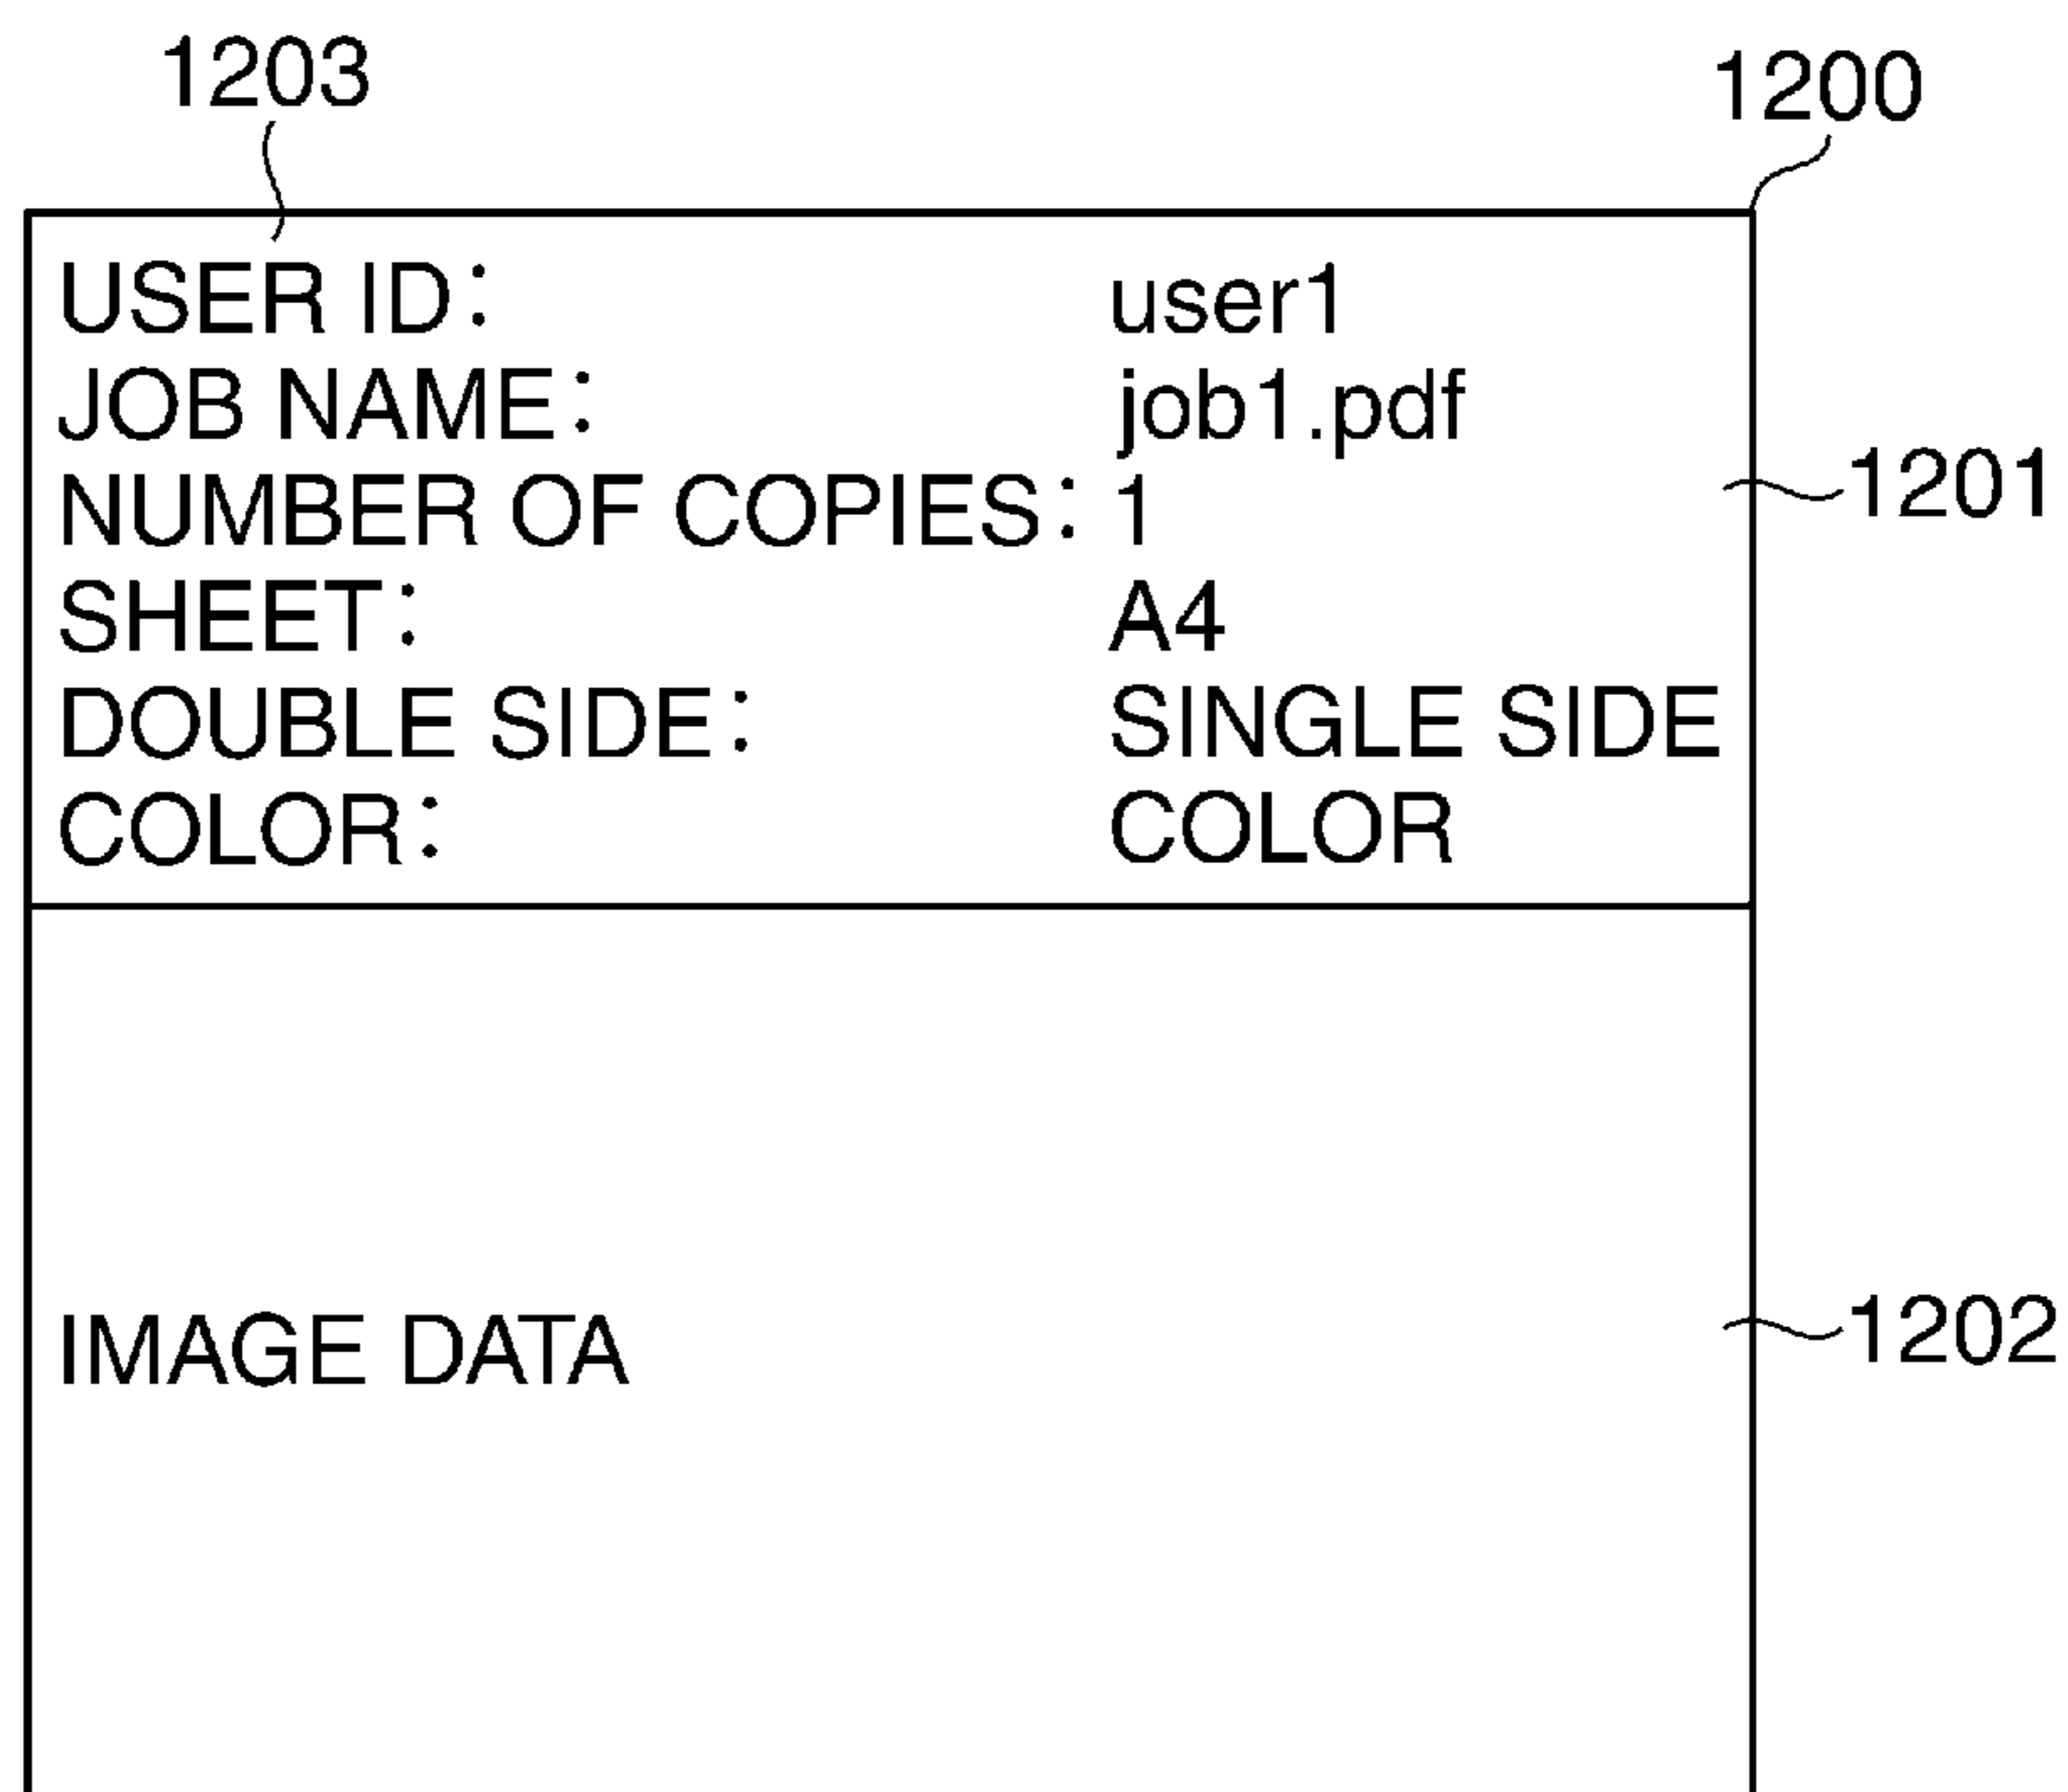 1203
1200
USER ID: user1
JOB NAME: job1.pdf
NUMBER OF COPIES: 1
1201
SHEET: A4
DOUBLE SIDE: SINGLE SIDE
COLOR: COLOR
IMAGE DATA
1202